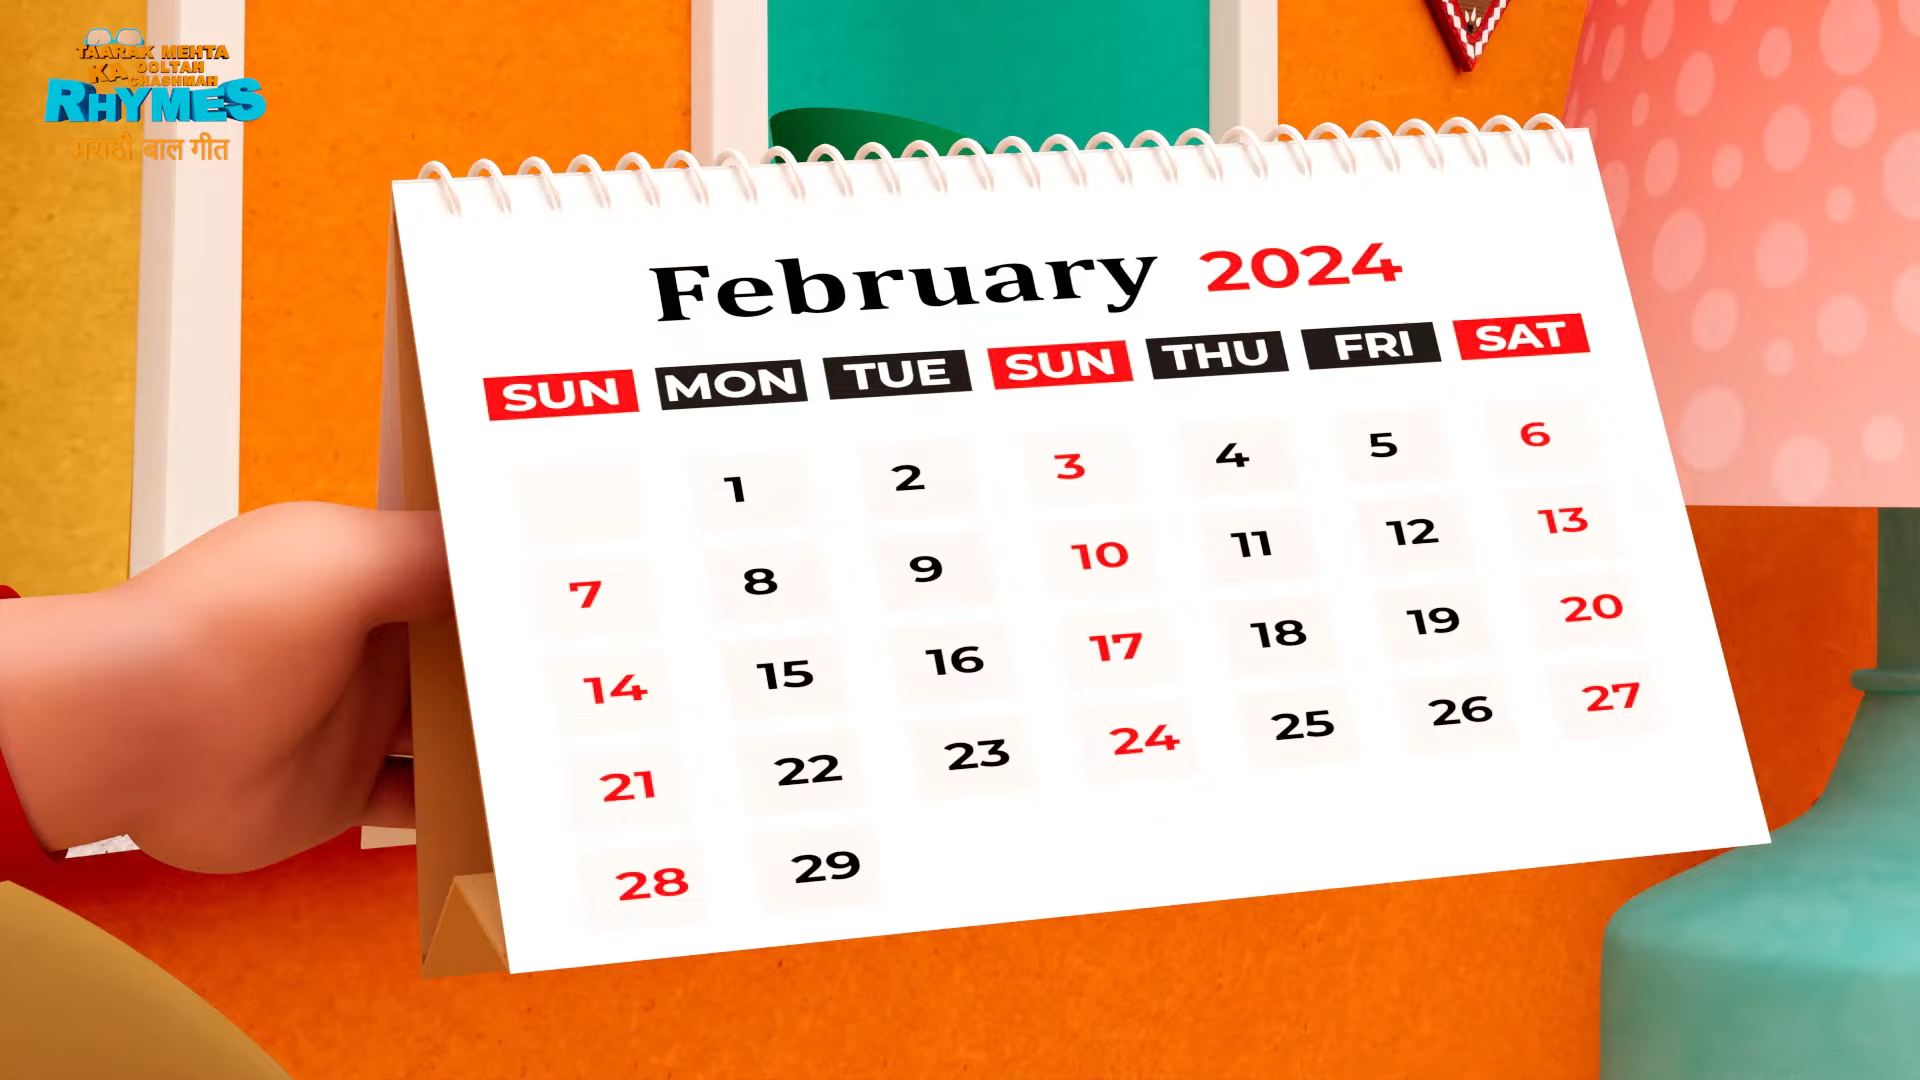 TAARAK MEHTA
KA OOLTAH
CHASHMAH
RHYMES
मराठी बाल गीत
February 2024
SUN MON TUE SUN THU FRI SAT
1 2 3 4 5 6
7 8 9 10 11 12 13
14 15 16 17 18 19 20
21 22 23 24 25 26 27
28 29